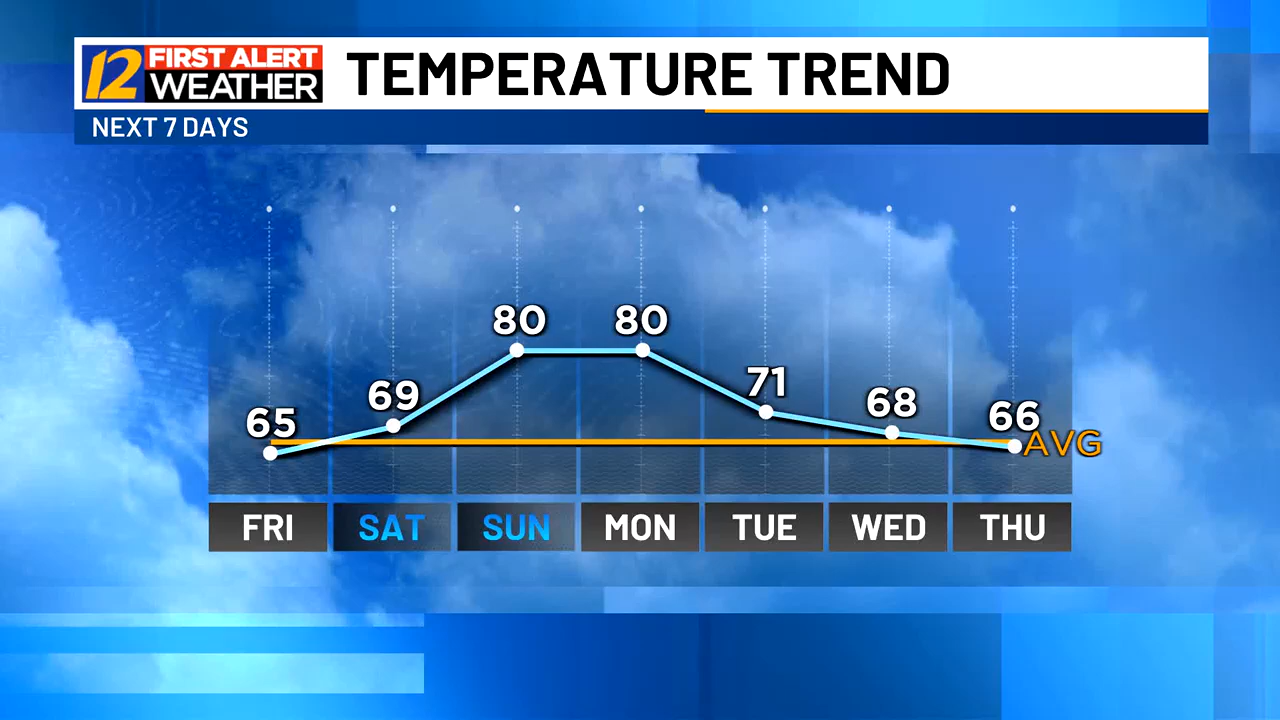 12 FIRST ALERT WEATHER
TEMPERATURE TREND
NEXT 7 DAYS
65 69 80 80 71 68 66
AVG
FRI SAT SUN MON TUE WED THU